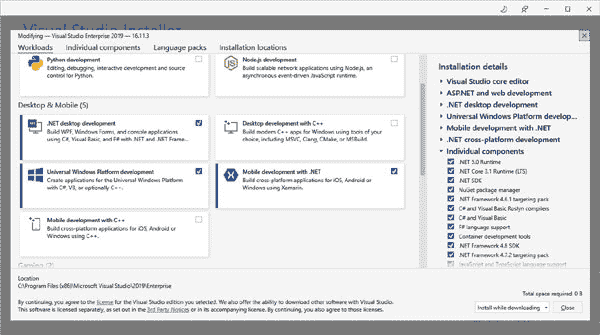 Visual Studio Installer
Modifying — Visual Studio Enterprise 2019 — 16.11.3
Workloads Individual components Language packs Installation locations
Python development
Editing, debugging, interactive development and source control for Python.
Node.js development
Build scalable network applications using Node.js, an asynchronous event-driven JavaScript runtime.
Desktop & Mobile (5)
.NET desktop development
Build WPF, Windows Forms, and console applications using C#, Visual Basic, and F# with .NET and .NET Frame...
Desktop development with C++
Build modern C++ apps for Windows using tools of your choice, including MSVC, Clang, CMake, or MSBuild.
Universal Windows Platform development
Create applications for the Universal Windows Platform with C#, VB, or optionally C++.
Mobile development with .NET
Build cross-platform applications for iOS, Android or Windows using Xamarin.
Mobile development with C++
Build cross-platform applications for iOS, Android or Windows using C++.
Gaming (2)
Installation details
Visual Studio core editor
ASP.NET and web development
.NET desktop development
Universal Windows Platform develop...
Mobile development with .NET
.NET cross-platform development
Individual components
.NET 5.0 Runtime
.NET Core 3.1 Runtime (LTS)
.NET SDK
NuGet package manager
.NET Framework 4.6.1 targeting pack
C# and Visual Basic Roslyn compilers
C# and Visual Basic
F# language support
Container development tools
.NET Framework 4.8 SDK
.NET Framework 4.7.2 targeting pack
JavaScript and TypeScript language support
Location
C:\Program Files (x86)\Microsoft Visual Studio\2019\Enterprise
Total space required 0 B
By continuing, you agree to the license for the Visual Studio edition you selected. We also offer the ability to download other software with Visual Studio.
This software is licensed separately, as set out in the 3rd Party Notices or in its accompanying license. By continuing, you also agree to those licenses.
Install while downloading
Close